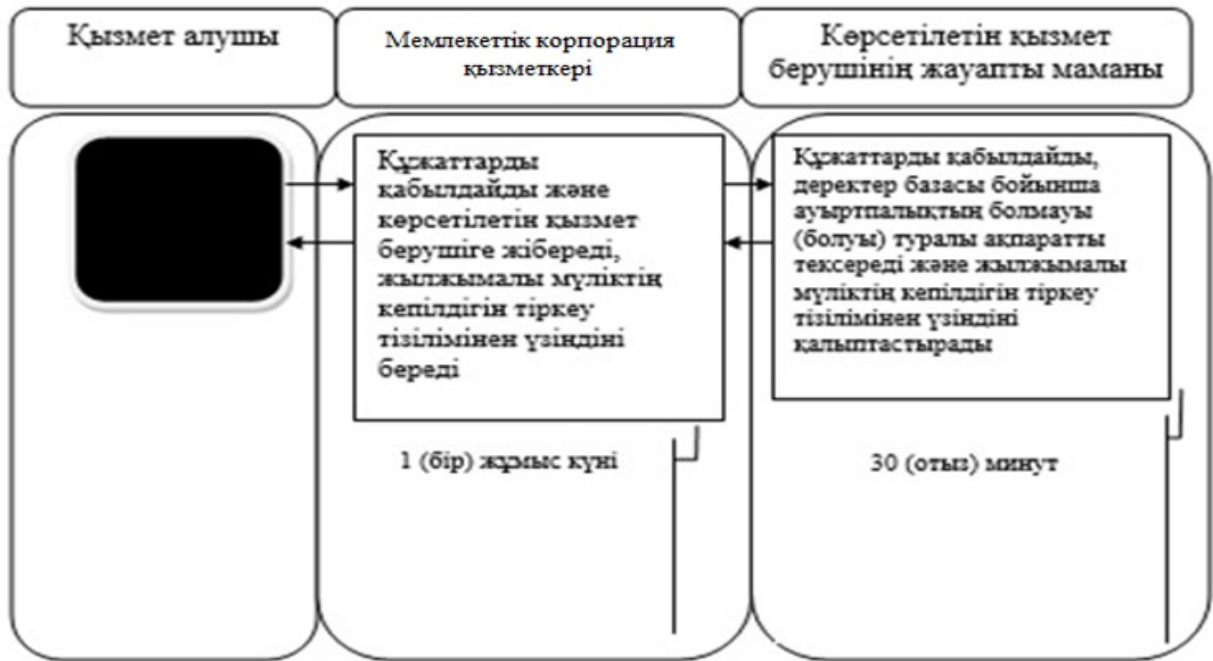 Қызмет алушы
Мемлекеттік корпорация
қызметкері
Көрсетілетін қызмет
берушінің жауапты маманы
Құжаттарды
қабылдайды және
көрсетілетін қызмет
берушіге жібереді,
жылжымалы мүліктің
кепілдігін тіркеу
тізілімінен үзіндіні
береді
1 (бір) жұмыс күні
Құжаттарды қабылдайды,
деректер базасы бойынша
ауыртпалықтың болмауы
(болуы) туралы ақпаратты
тексереді және жылжымалы
мүліктің кепілдігін тіркеу
тізілімінен үзіндіні
қалыптастырады
30 (отыз) минут